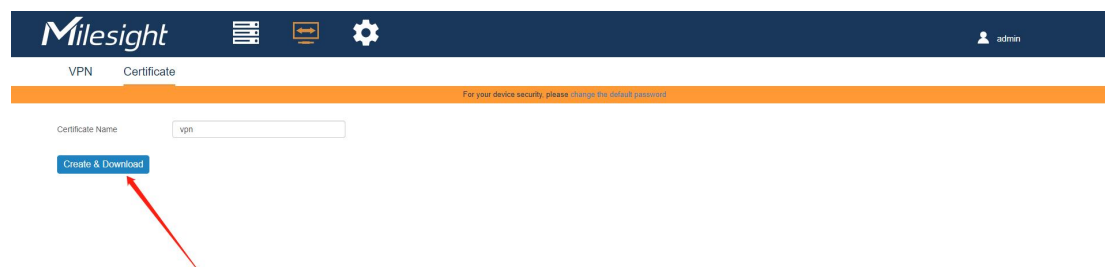 Milesight
admin
VPN Certificate
For your device security, please change the default password
Certificate Name vpn
Create & Download